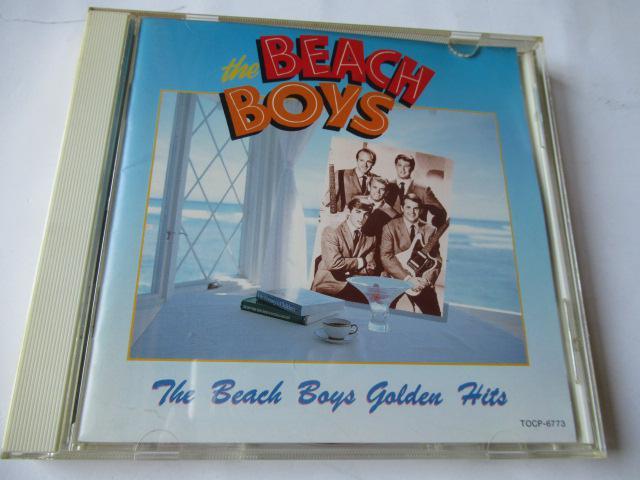 the BEACH
BOYS
The Beach Boys Golden Hits
TOCP-6773